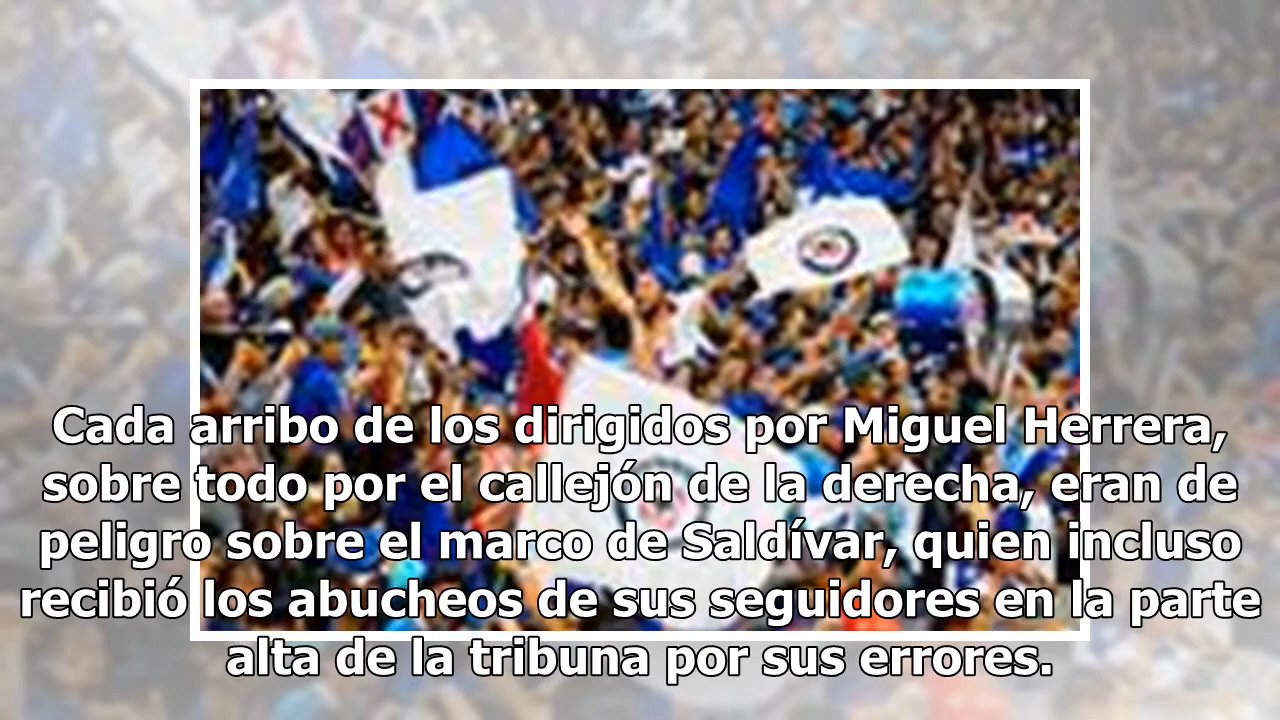 Cada arribo de los dirigidos por Miguel Herrera,
sobre todo por el callejón de la derecha, eran de
peligro sobre el marco de Saldívar, quien incluso
recibió los abucheos de sus seguidores en la parte
alta de la tribuna por sus errores.